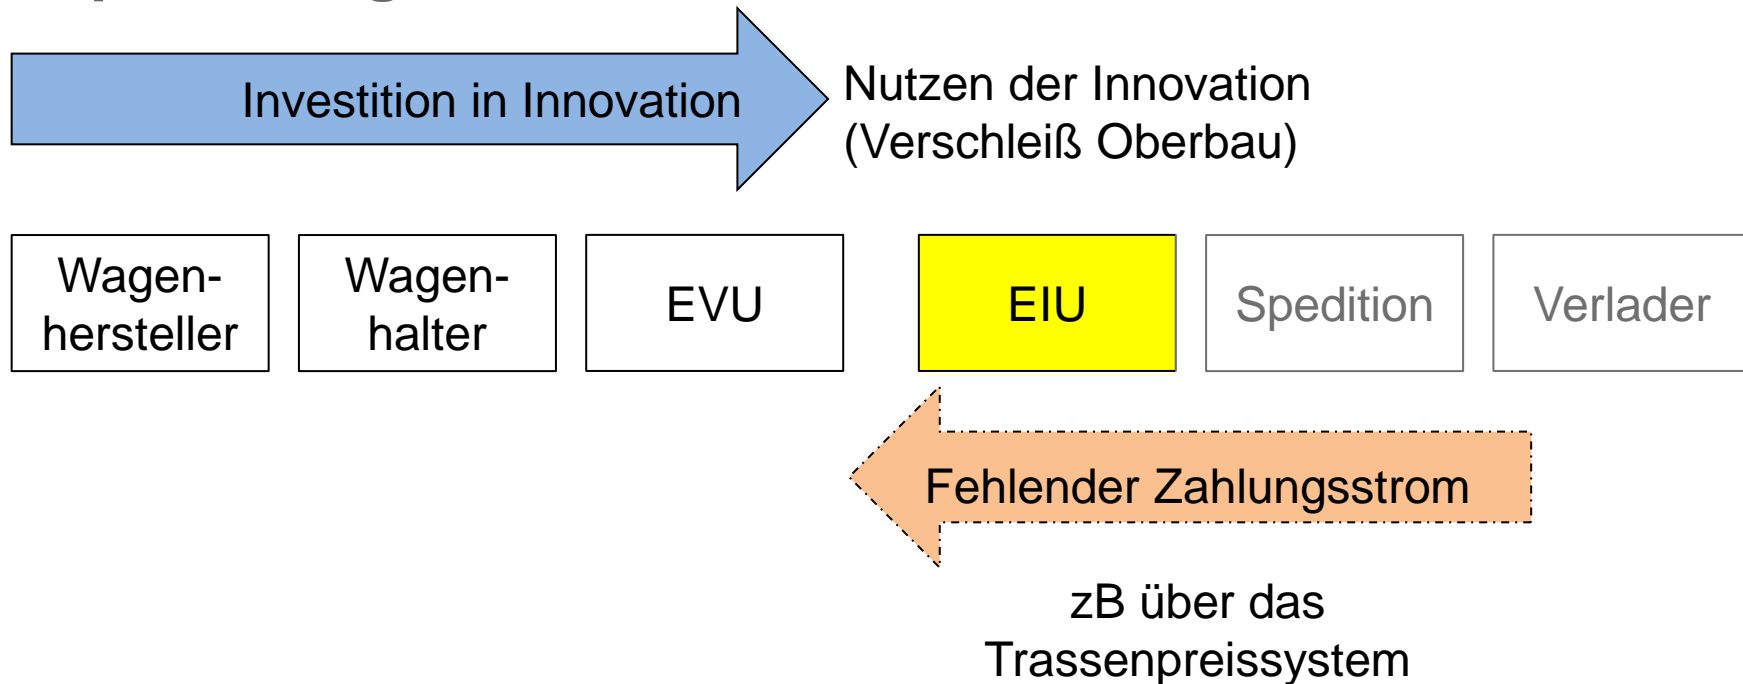 Investition in Innovation
Nutzen der Innovation
(Verschleiß Oberbau)
Wagen-
hersteller
Wagen-
halter
EVU
EIU
Spedition
Verlader
Fehlender Zahlungsstrom
zB über das
Trassenpreissystem